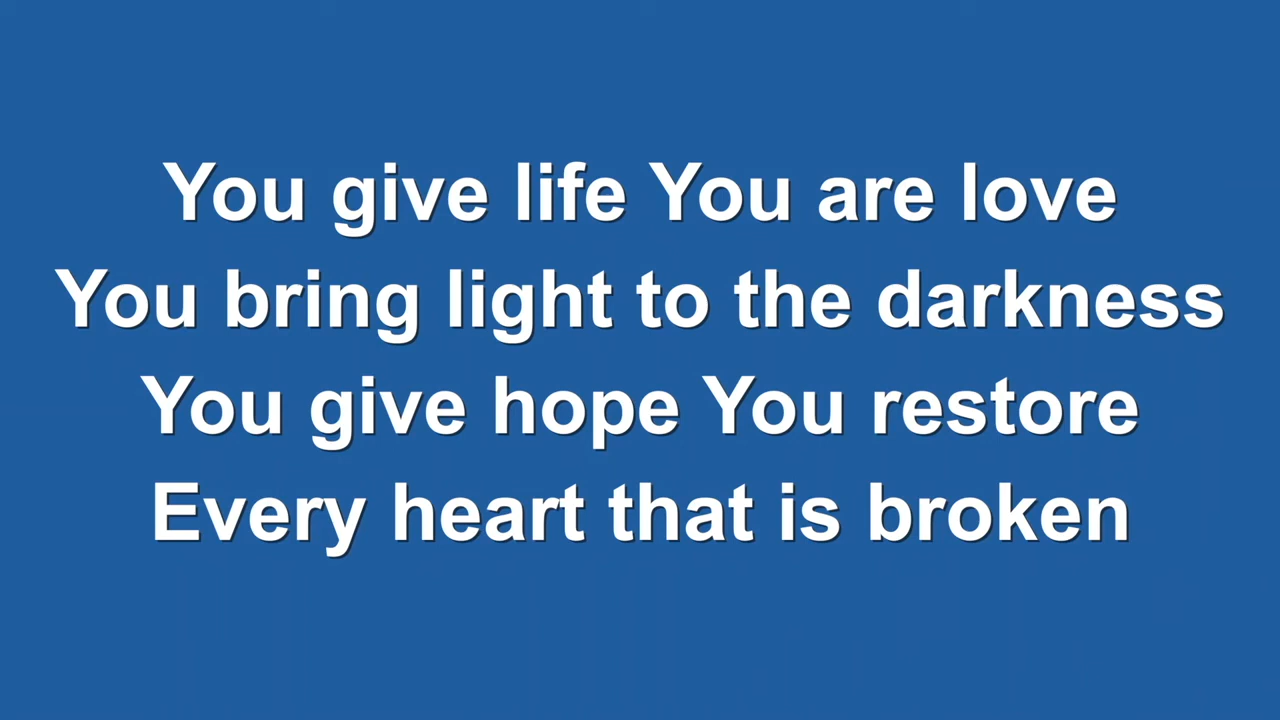 You give life You are love
You bring light to the darkness
You give hope You restore
Every heart that is broken